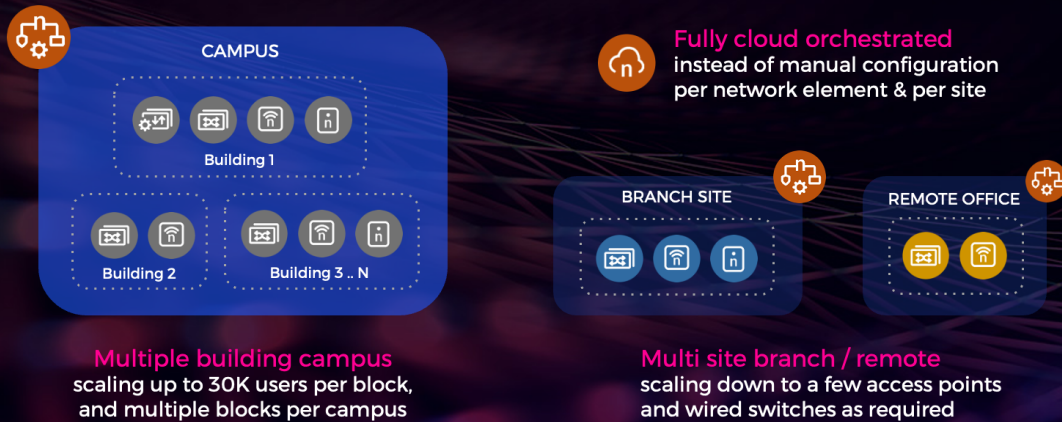 CAMPUS
Building 1
Building 2
Building 3 .. N
Multiple building campus
scaling up to 30K users per block,
and multiple blocks per campus
Fully cloud orchestrated
instead of manual configuration
per network element & per site
BRANCH SITE
REMOTE OFFICE
Multi site branch / remote
scaling down to a few access points
and wired switches as required